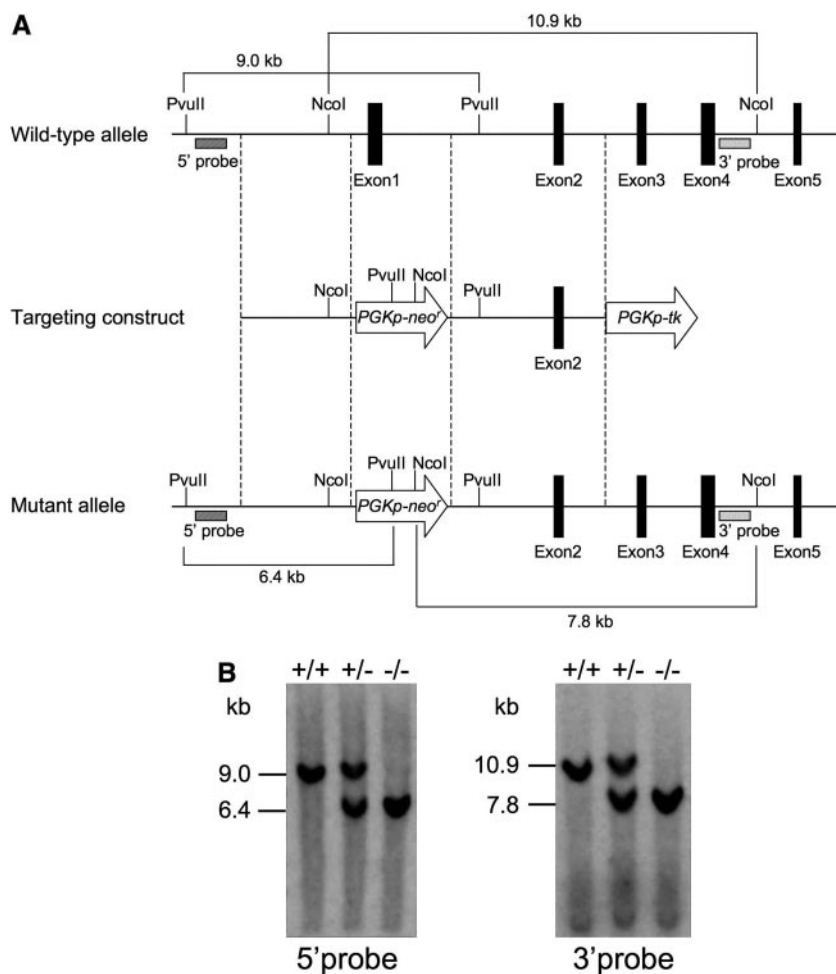 A
10.9 kb
9.0 kb
PvuII NcoI PvuII NcoI
Wild-type allele
5' probe 3' probe
Exon1 Exon2 Exon3 Exon4 Exon5
PvuII NcoI
NcoI PvuII
Targeting construct PGKp-neoʳ PGKp-tk
Exon2
PvuII NcoI
PvuII NcoI PvuII NcoI
Mutant allele PGKp-neoʳ
5' probe 3' probe
Exon2 Exon3 Exon4 Exon5
6.4 kb
7.8 kb
B
+/+ +/- -/- +/+ +/- -/-
kb kb
9.0 10.9
6.4 7.8
5'probe 3'probe